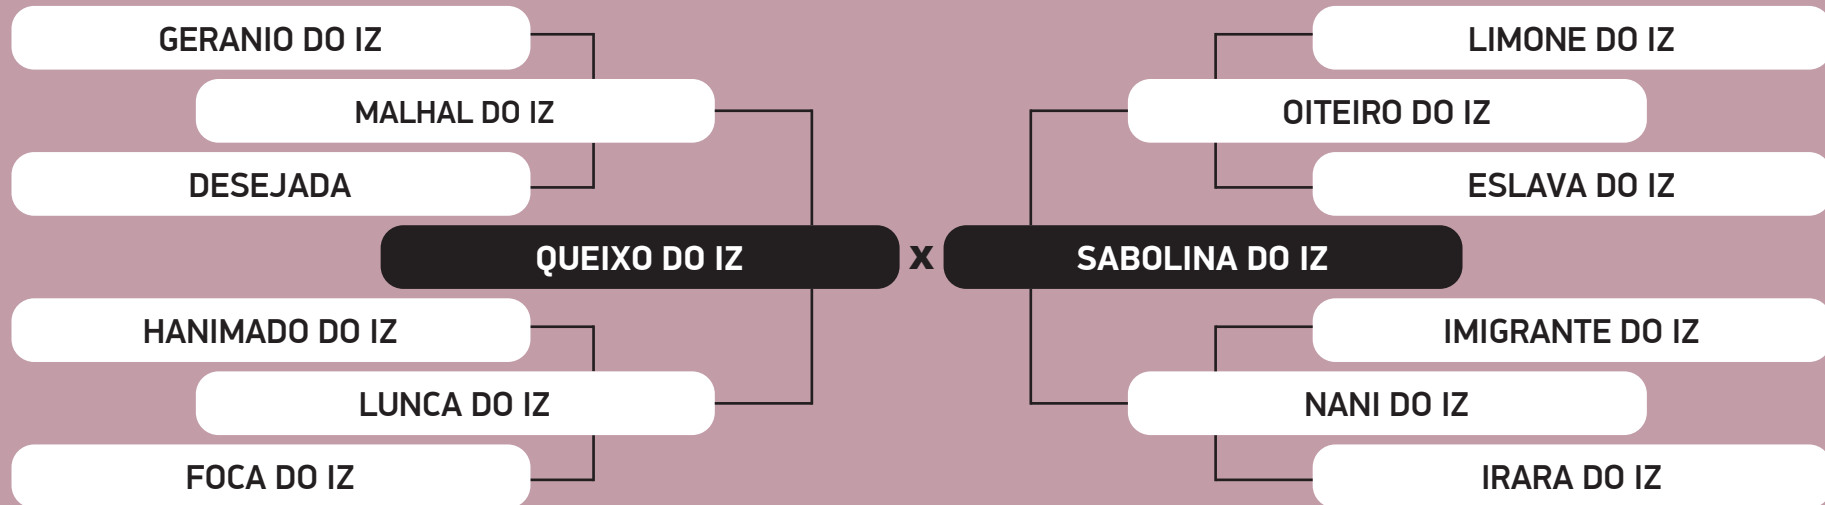 GERANIO DO IZ
LIMONE DO IZ
MALHAL DO IZ
OITEIRO DO IZ
DESEJADA
ESLAVA DO IZ
QUEIXO DO IZ X SABOLINA DO IZ
HANIMADO DO IZ
IMIGRANTE DO IZ
LUNCA DO IZ
NANI DO IZ
FOCA DO IZ
IRARA DO IZ